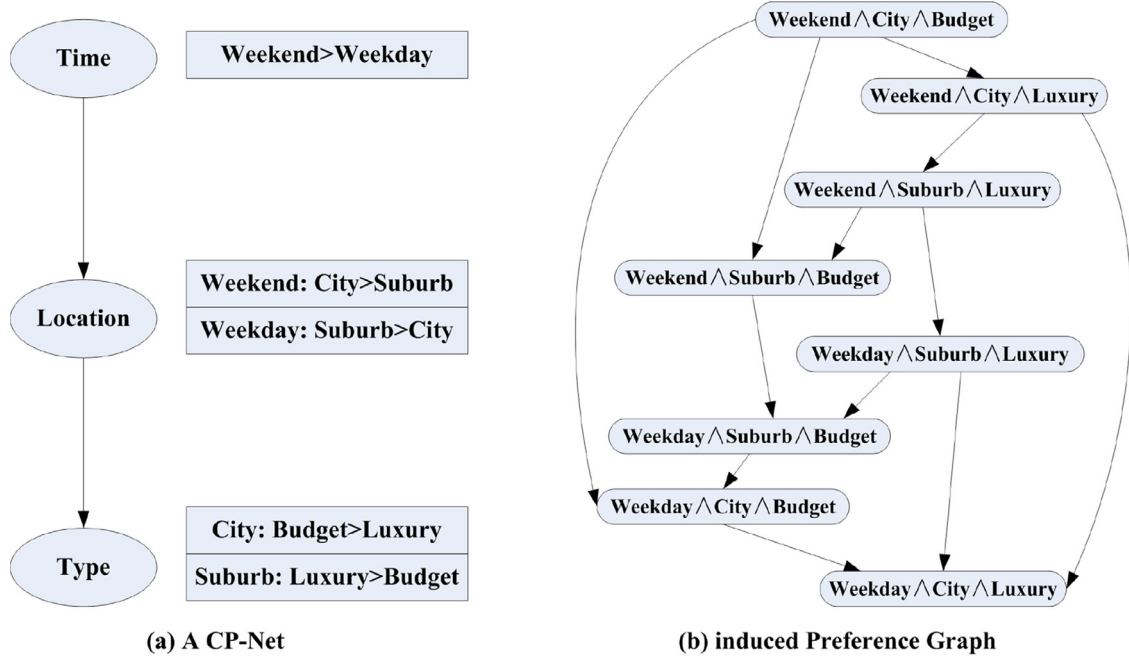 Time
Weekend>Weekday
Location
Weekend: City>Suburb
Weekday: Suburb>City
Type
City: Budget>Luxury
Suburb: Luxury>Budget
(a) A CP-Net
Weekend∧City∧Budget
Weekend∧City∧Luxury
Weekend∧Suburb∧Luxury
Weekend∧Suburb∧Budget
Weekday∧Suburb∧Luxury
Weekday∧Suburb∧Budget
Weekday∧City∧Budget
Weekday∧City∧Luxury
(b) induced Preference Graph